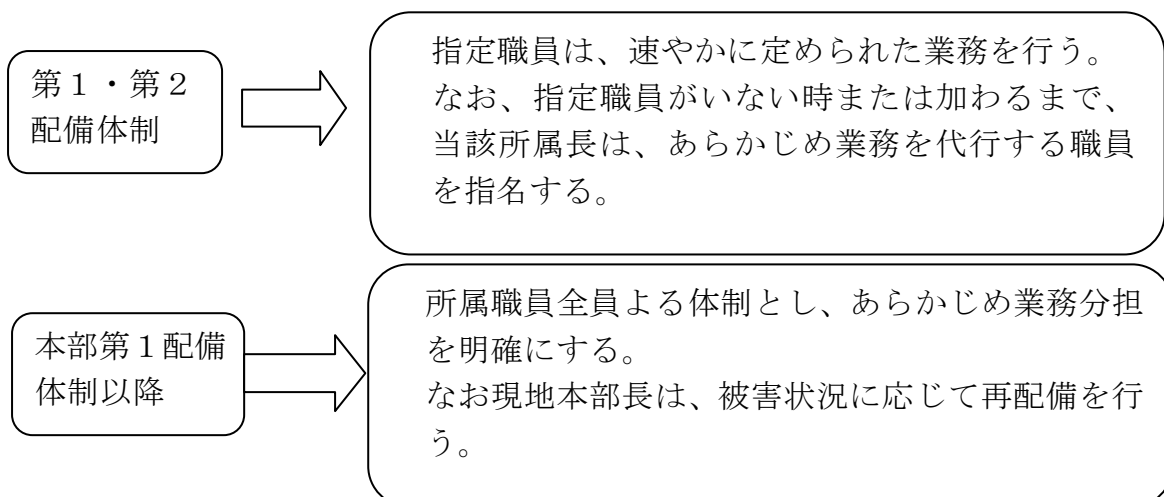 第１・第２
配備体制
指定職員は、速やかに定められた業務を行う。
なお、指定職員がいない時または加わるまで、
当該所属長は、あらかじめ業務を代行する職員
を指名する。
本部第１配備
体制以降
所属職員全員よる体制とし、あらかじめ業務分担
を明確にする。
なお現地本部長は、被害状況に応じて再配備を行
う。